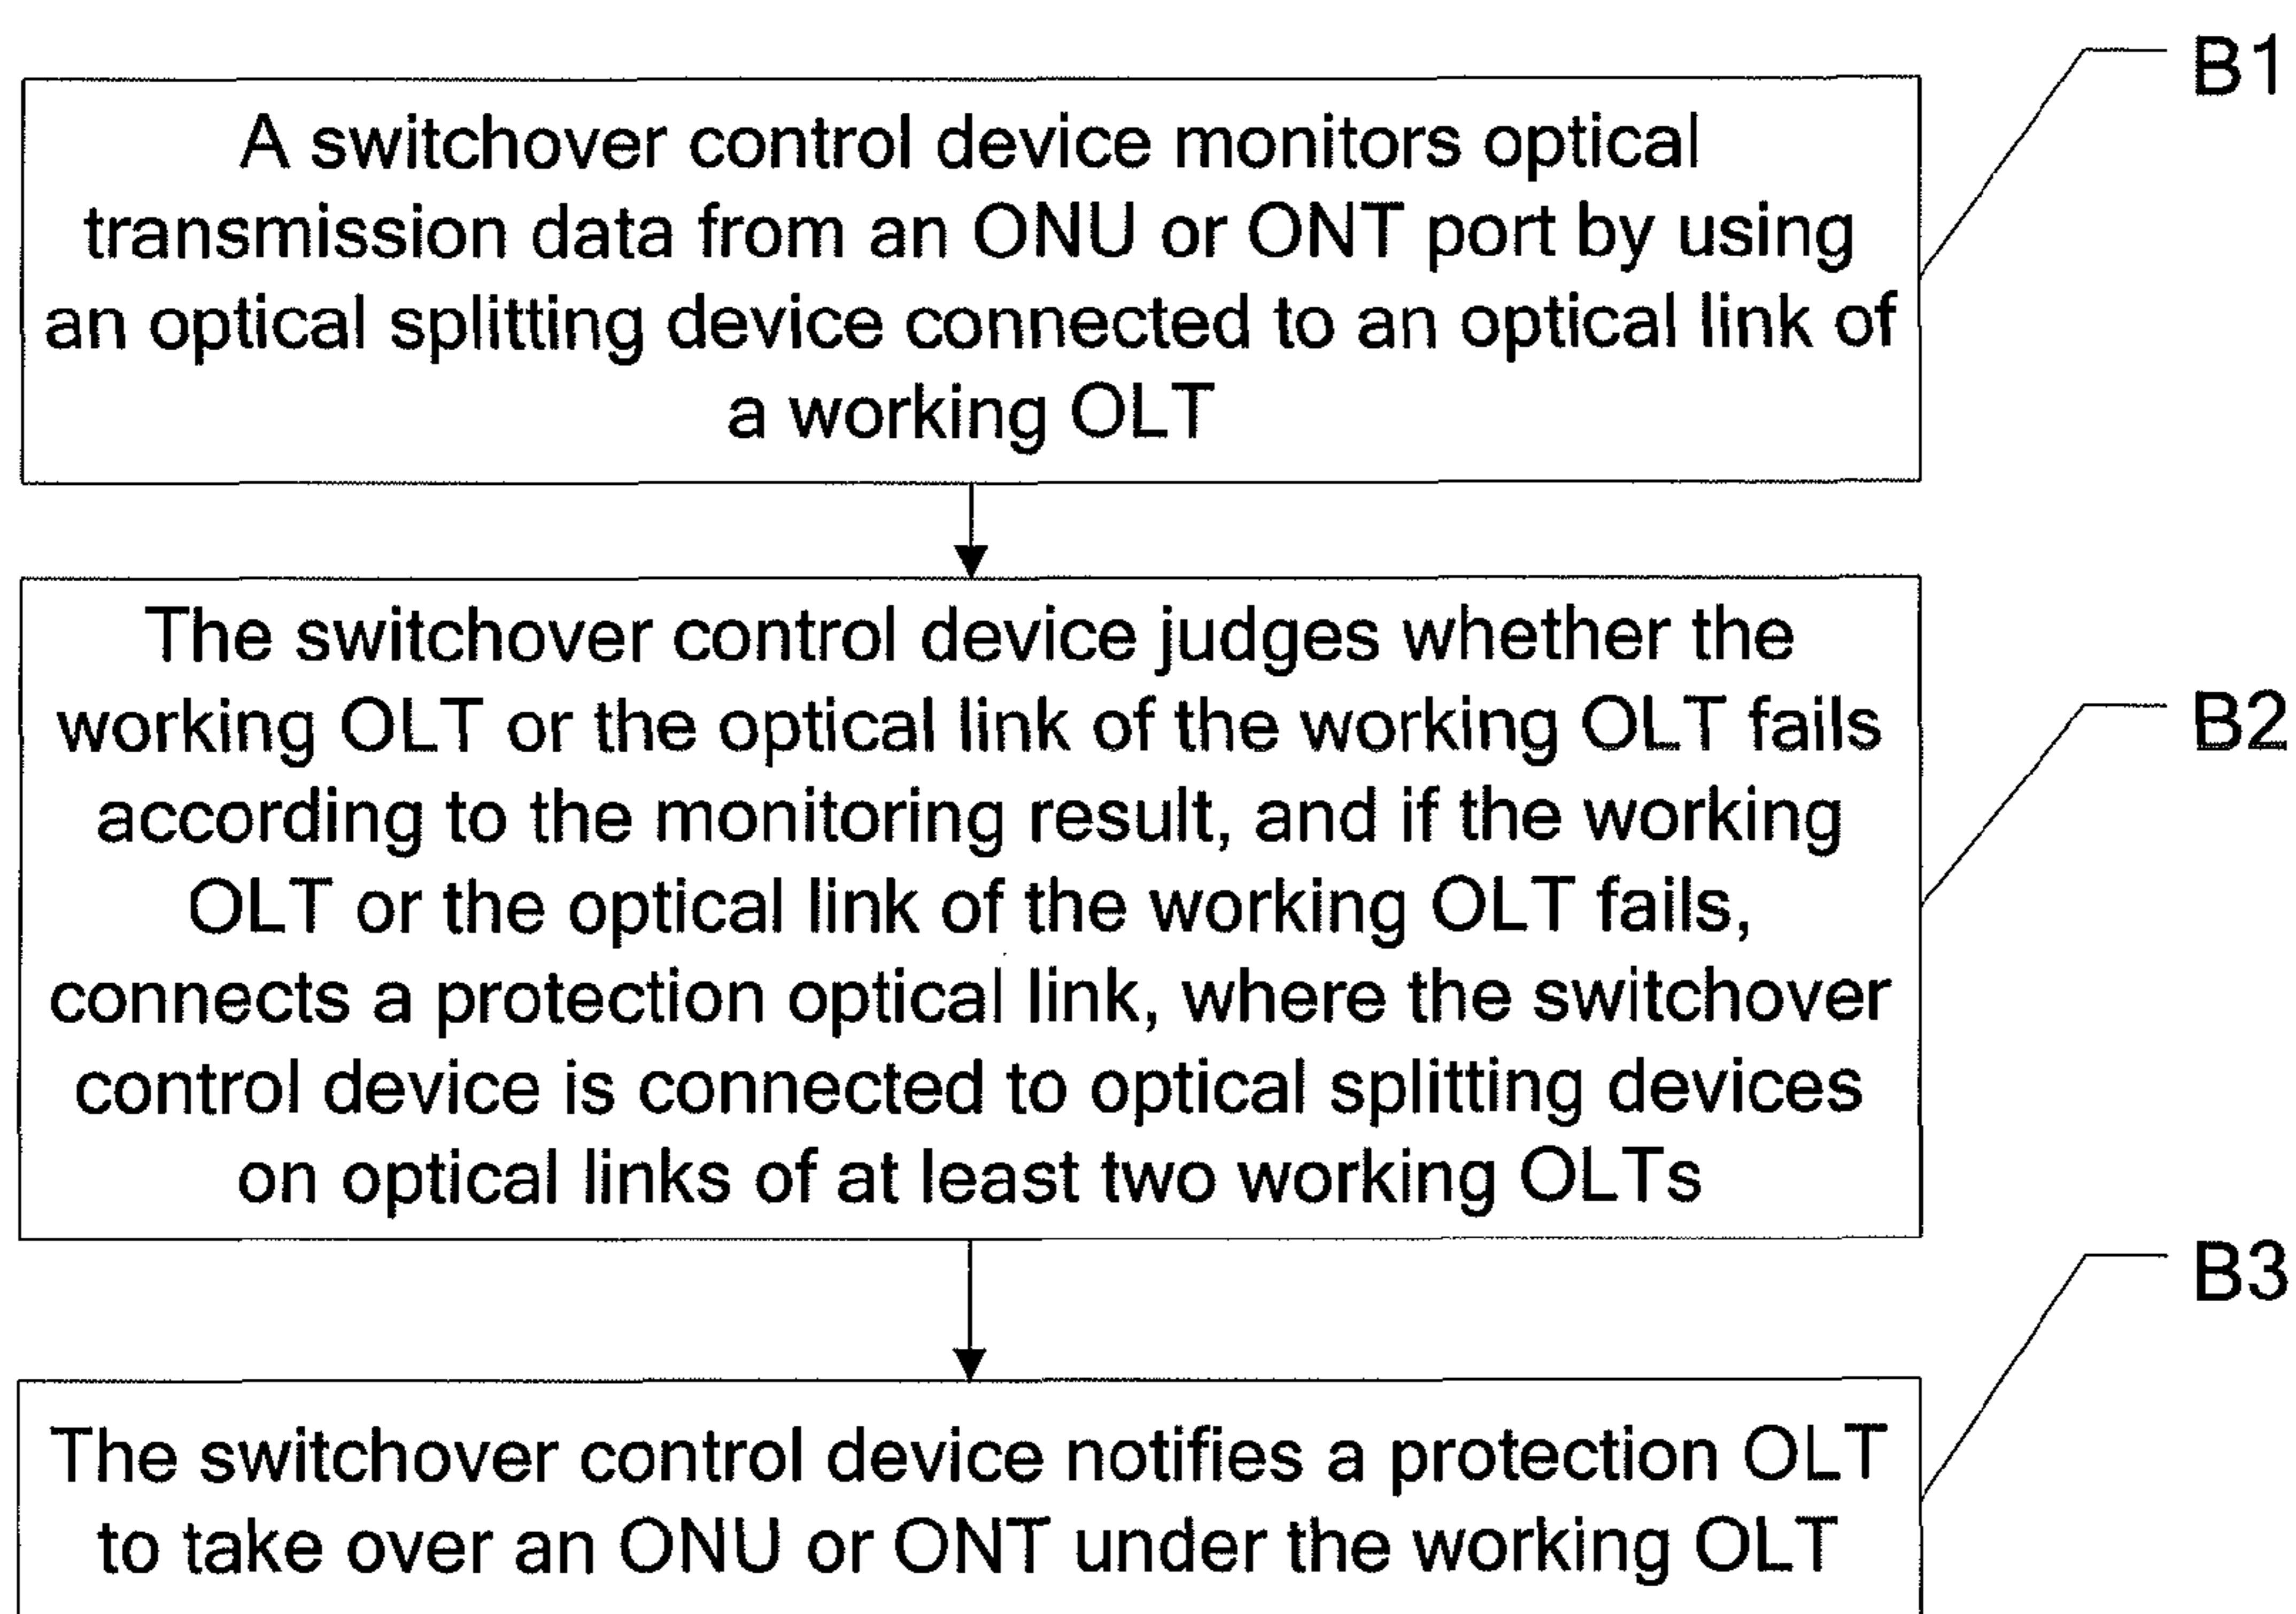 B1
A switchover control device monitors optical
transmission data from an ONU or ONT port by using
an optical splitting device connected to an optical link of
a working OLT
The switchover control device judges whether the
working OLT or the optical link of the working OLT fails
according to the monitoring result, and if the working
OLT or the optical link of the working OLT fails,
connects a protection optical link, where the switchover
control device is connected to optical splitting devices
on optical links of at least two working OLTs
B2
B3
The switchover control device notifies a protection OLT
to take over an ONU or ONT under the working OLT